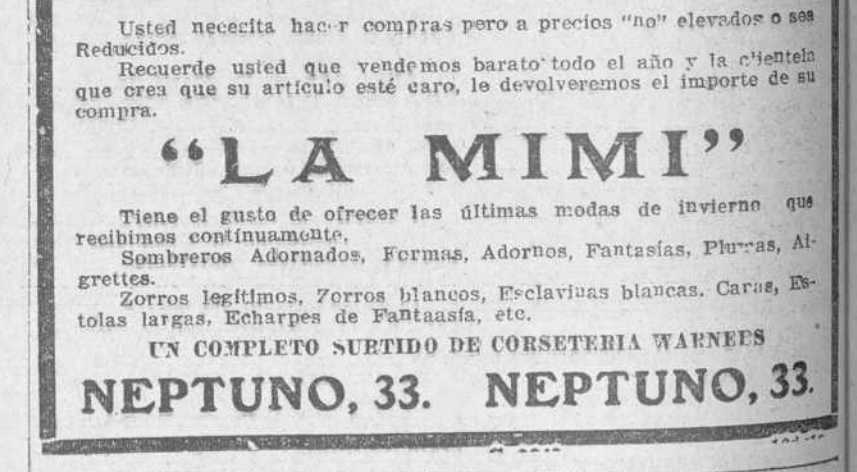 Usted necesita hacer compras pero a precios "no" elevados o sea
Reducidos.
Recuerde usted que vendemos barato todo el año y la clientela
que crea que su artículo esté caro, le devolveremos el importe de su
compra.
"LA MIMI"
Tiene el gusto de ofrecer las últimas modas de invierno que
recibimos contínuamente.
Sombreros Adornados, Formas, Adornos, Fantasías, Plumas, Ai-
grettes.
Zorros legítimos, Zorros blancos, Esclavinas blancas. Caras, Es-
tolas largas, Echarpes de Fantaasía, etc.
UN COMPLETO SURTIDO DE CORSETERIA WARNERS
NEPTUNO, 33. NEPTUNO, 33.